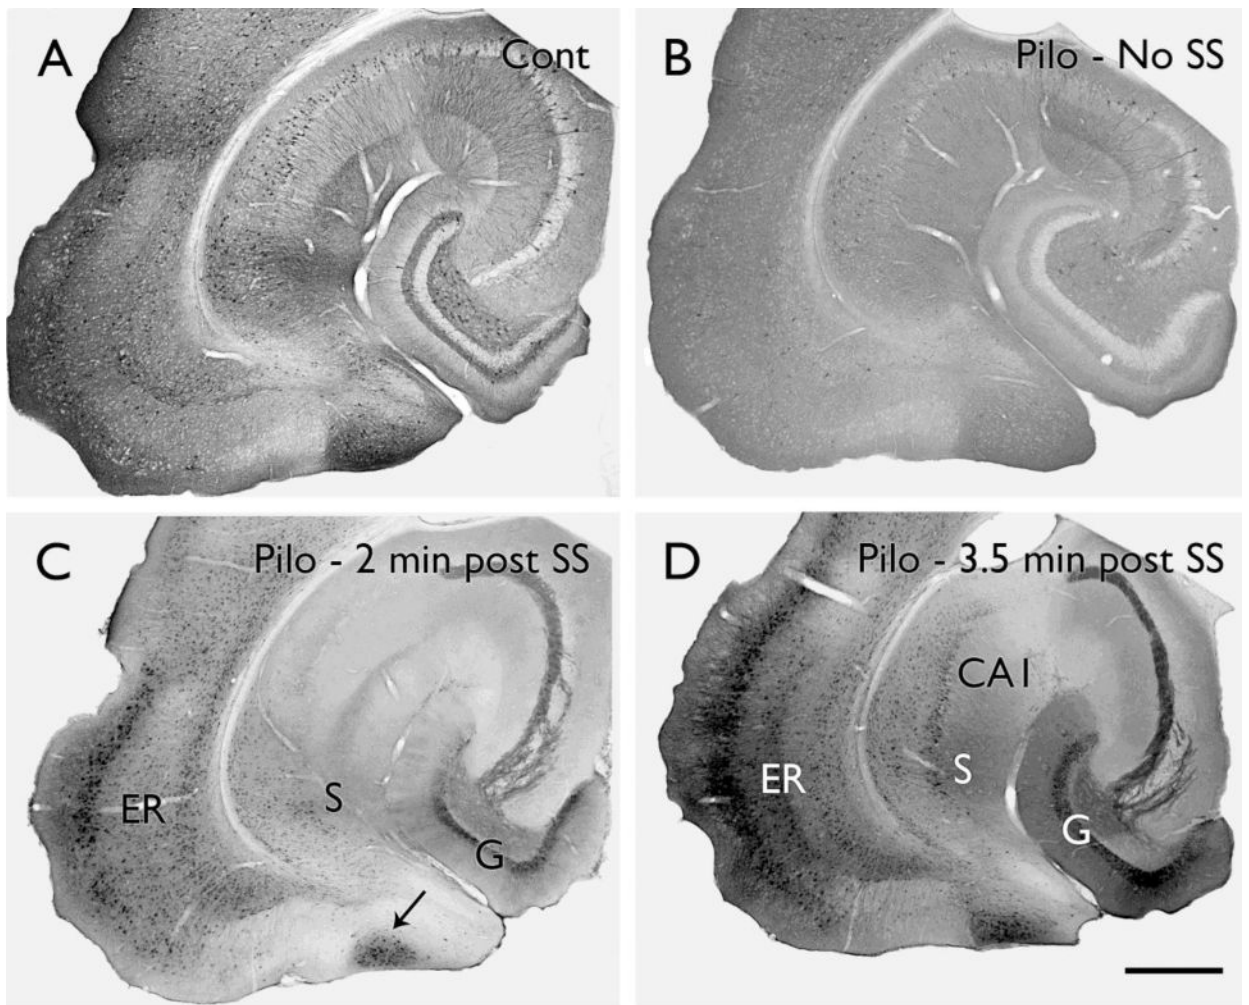 A
Cont
B
Pilo - No SS
C
Pilo - 2 min post SS
ER
S
G
D
Pilo - 3.5 min post SS
CA1
ER
S
G